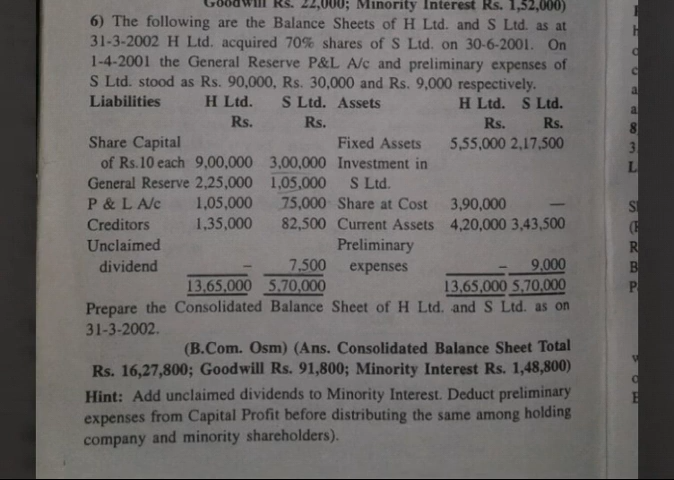 Goodwill Rs. 22,000; Minority Interest Rs. 1,52,000)
6) The following are the Balance Sheets of H Ltd. and S Ltd. as at
31-3-2002 H Ltd. acquired 70% shares of S Ltd. on 30-6-2001. On
1-4-2001 the General Reserve P&L A/c and preliminary expenses of
S Ltd. stood as Rs. 90,000, Rs. 30,000 and Rs. 9,000 respectively.
Liabilities H Ltd. S Ltd. Assets H Ltd. S Ltd.
Rs. Rs. Rs. Rs.
Share Capital Fixed Assets 5,55,000 2,17,500
of Rs.10 each 9,00,000 3,00,000 Investment in
General Reserve 2,25,000 1,05,000 S Ltd.
P & L A/c 1,05,000 75,000 Share at Cost 3,90,000 —
Creditors 1,35,000 82,500 Current Assets 4,20,000 3,43,500
Unclaimed Preliminary
dividend – 7,500 expenses – 9,000
13,65,000 5,70,000 13,65,000 5,70,000
Prepare the Consolidated Balance Sheet of H Ltd. and S Ltd. as on
31-3-2002.
(B.Com. Osm) (Ans. Consolidated Balance Sheet Total
Rs. 16,27,800; Goodwill Rs. 91,800; Minority Interest Rs. 1,48,800)
Hint: Add unclaimed dividends to Minority Interest. Deduct preliminary
expenses from Capital Profit before distributing the same among holding
company and minority shareholders).